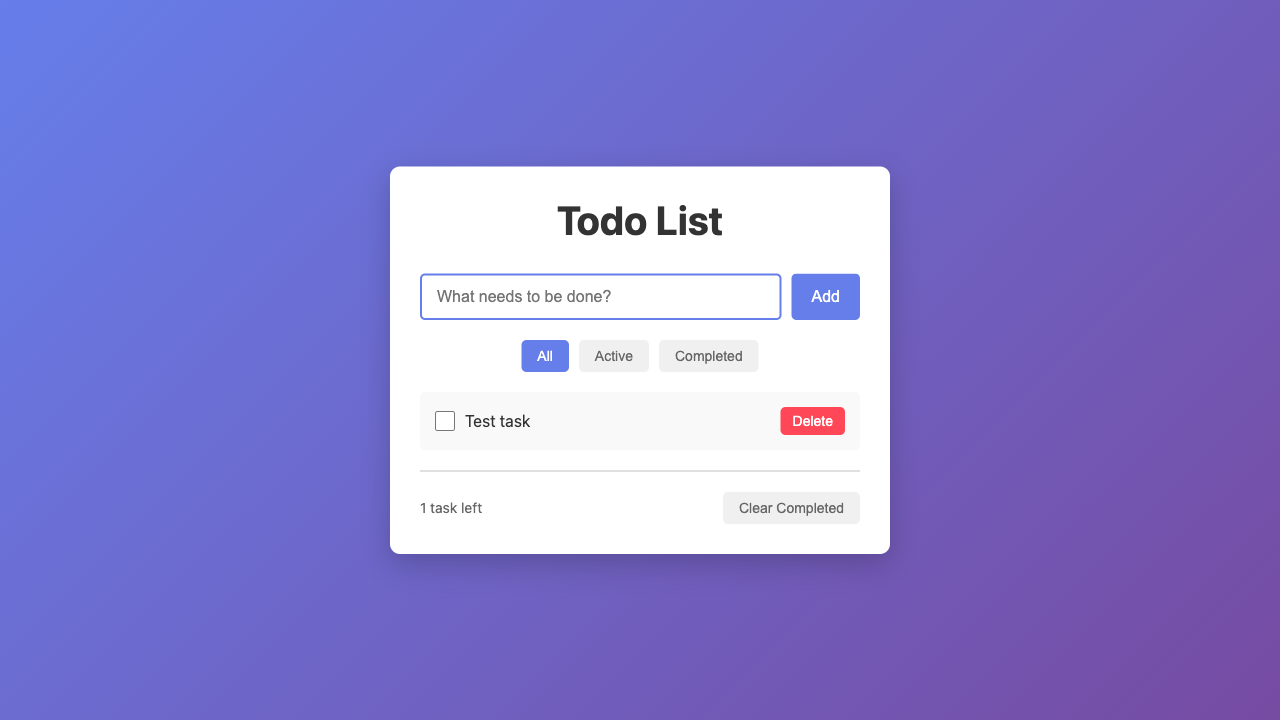 Todo List
What needs to be done?
Add
All
Active
Completed
Test task
Delete
1 task left
Clear Completed